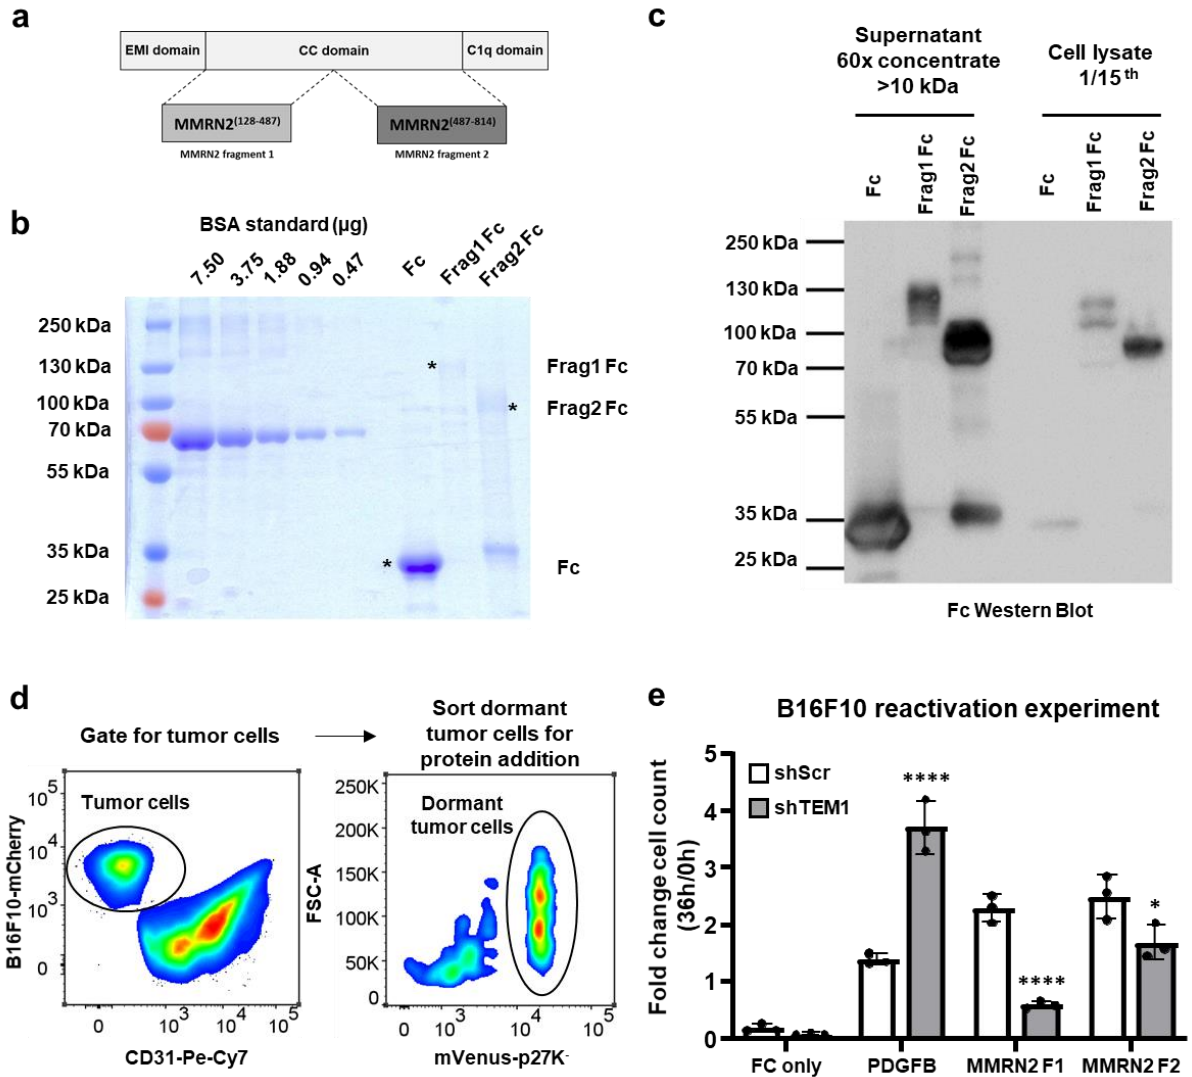 a
EMI domain
CC domain
C1q domain
MMRN2(128-487)
MMRN2(487-814)
MMRN2 fragment 1
MMRN2 fragment 2
b
BSA standard (µg)
7.50
3.75
1.88
0.94
0.47
Fc
Frag1 Fc
Frag2 Fc
250 kDa
130 kDa
100 kDa
70 kDa
55 kDa
35 kDa
25 kDa
*
*
*
Frag1 Fc
Frag2 Fc
Fc
c
Supernatant
60x concentrate
>10 kDa
Cell lysate
1/15th
Fc
Frag1 Fc
Frag2 Fc
Fc
Frag1 Fc
Frag2 Fc
250 kDa
130 kDa
100 kDa
70 kDa
55 kDa
35 kDa
25 kDa
Fc Western Blot
d
Gate for tumor cells
Sort dormant
tumor cells for
protein addition
B16F10-mCherry
10^5
10^4
10^3
0
Tumor cells
0
10^3
10^4
10^5
CD31-Pe-Cy7
FSC-A
250K
200K
150K
100K
50K
0
Dormant
tumor cells
0
10^3
10^4
10^5
mVenus-p27K-
e
B16F10 reactivation experiment
Fold change cell count
(36h/0h)
5
4
3
2
1
0
shScr
shTEM1
****
****
*
FC only
PDGFB
MMRN2 F1
MMRN2 F2